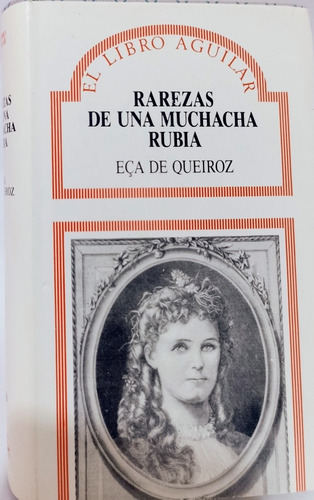 EL LIBRO AGUILAR
RAREZAS
DE UNA MUCHACHA
RUBIA
EÇA DE QUEIROZ